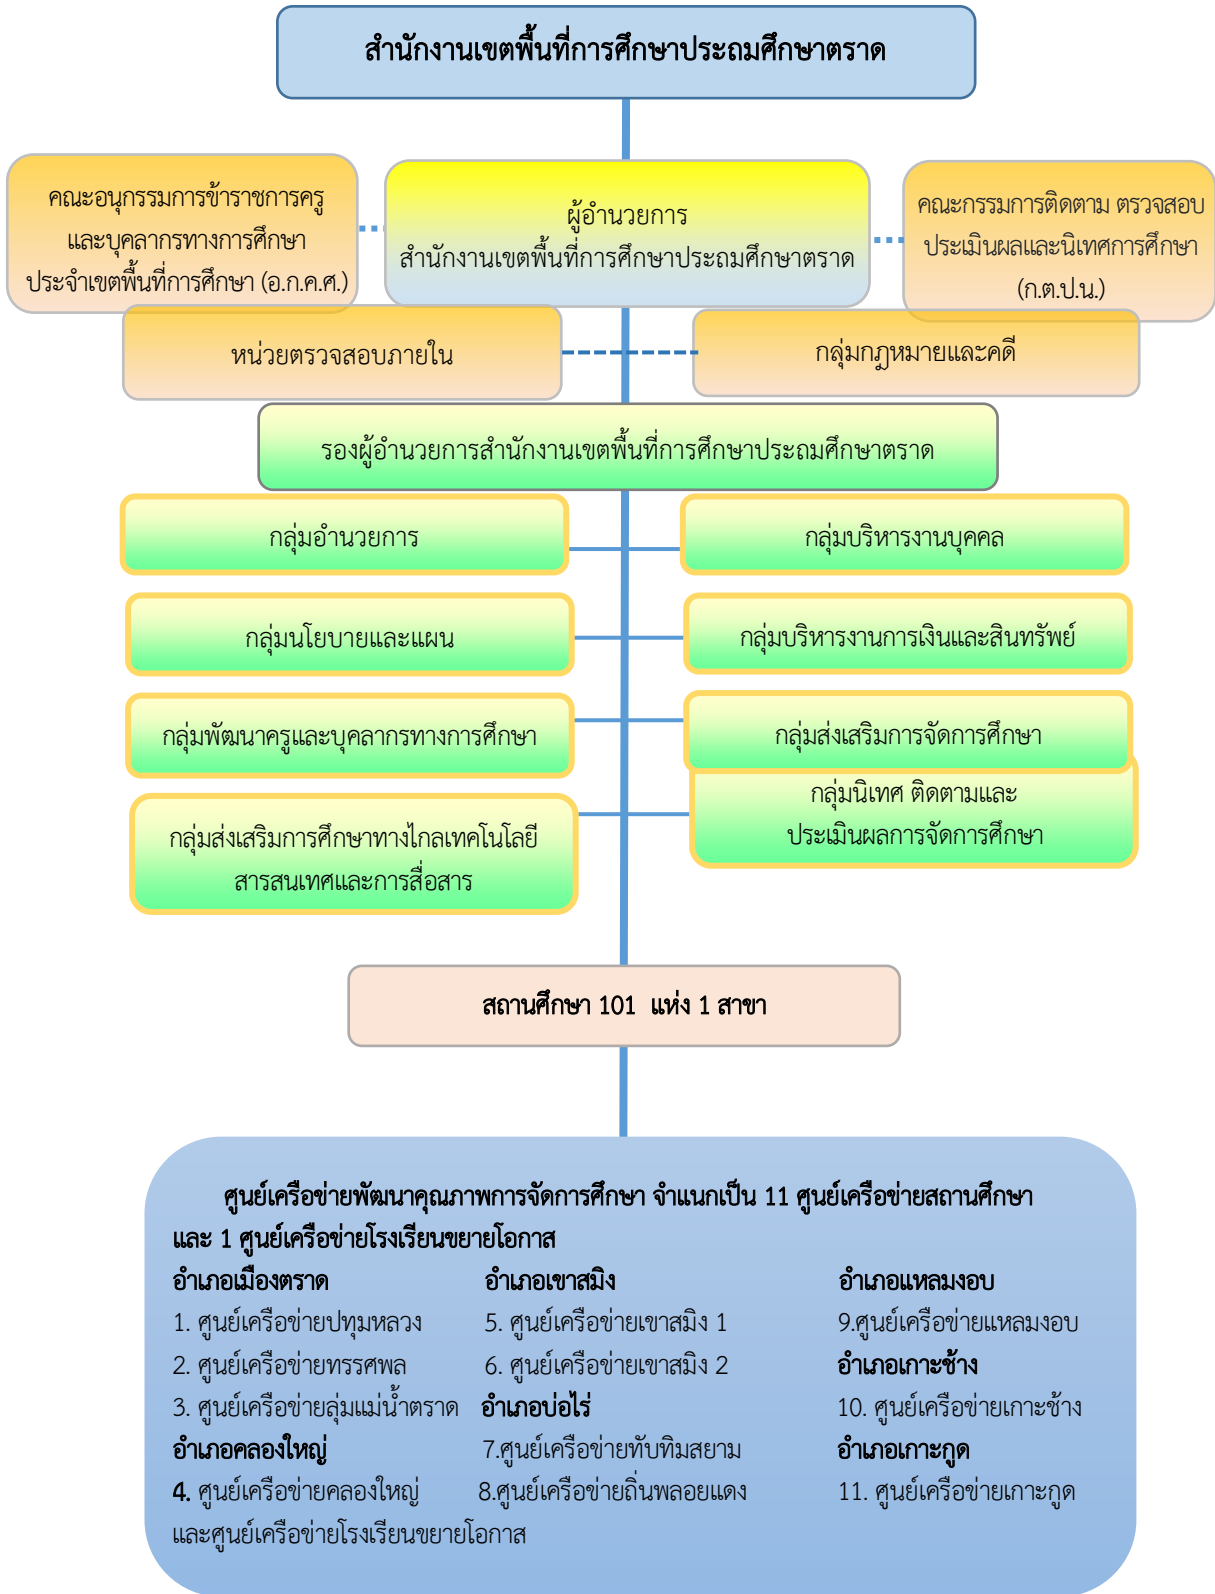 สำนักงานเขตพื้นที่การศึกษาประถมศึกษาตราด
คณะอนุกรรมการข้าราชการครู
และบุคลากรทางการศึกษา
ประจำเขตพื้นที่การศึกษา (อ.ก.ค.ศ.)
ผู้อำนวยการ
สำนักงานเขตพื้นที่การศึกษาประถมศึกษาตราด
คณะกรรมการติดตาม ตรวจสอบ
ประเมินผลและนิเทศการศึกษา
(ก.ต.ป.น.)
หน่วยตรวจสอบภายใน
กลุ่มกฎหมายและคดี
รองผู้อำนวยการสำนักงานเขตพื้นที่การศึกษาประถมศึกษาตราด
กลุ่มอำนวยการ
กลุ่มบริหารงานบุคคล
กลุ่มนโยบายและแผน
กลุ่มบริหารงานการเงินและสินทรัพย์
กลุ่มพัฒนาครูและบุคลากรทางการศึกษา
กลุ่มส่งเสริมการจัดการศึกษา
กลุ่มส่งเสริมการศึกษาทางไกลเทคโนโลยี
สารสนเทศและการสื่อสาร
กลุ่มนิเทศ ติดตามและ
ประเมินผลการจัดการศึกษา
สถานศึกษา 101 แห่ง 1 สาขา
ศูนย์เครือข่ายพัฒนาคุณภาพการจัดการศึกษา จำแนกเป็น 11 ศูนย์เครือข่ายสถานศึกษา
และ 1 ศูนย์เครือข่ายโรงเรียนขยายโอกาส
อำเภอเมืองตราด อำเภอเขาสมิง อำเภอแหลมงอบ
1. ศูนย์เครือข่ายปทุมหลวง 5. ศูนย์เครือข่ายเขาสมิง 1 9.ศูนย์เครือข่ายแหลมงอบ
2. ศูนย์เครือข่ายทรรศพล 6. ศูนย์เครือข่ายเขาสมิง 2 อำเภอเกาะช้าง
3. ศูนย์เครือข่ายลุ่มแม่น้ำตราด อำเภอบ่อไร่ 10. ศูนย์เครือข่ายเกาะช้าง
อำเภอคลองใหญ่ 7.ศูนย์เครือข่ายทับทิมสยาม อำเภอเกาะกูด
4. ศูนย์เครือข่ายคลองใหญ่ 8.ศูนย์เครือข่ายถิ่นพลอยแดง 11. ศูนย์เครือข่ายเกาะกูด
และศูนย์เครือข่ายโรงเรียนขยายโอกาส